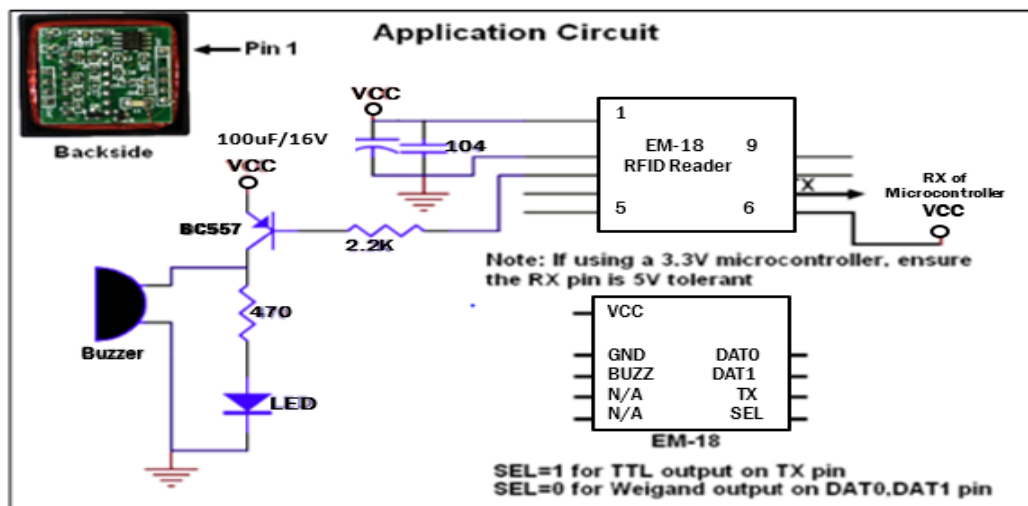 Application Circuit
Pin 1
Backside
VCC
100uF/16V
104
VCC
BC557
2.2K
470
Buzzer
LED
1
EM-18
9
RFID Reader
5
6
TX
RX of
Microcontroller
VCC
Note: If using a 3.3V microcontroller, ensure
the RX pin is 5V tolerant
VCC
GND DAT0
BUZZ DAT1
N/A TX
N/A SEL
EM-18
SEL=1 for TTL output on TX pin
SEL=0 for Weigand output on DAT0,DAT1 pin